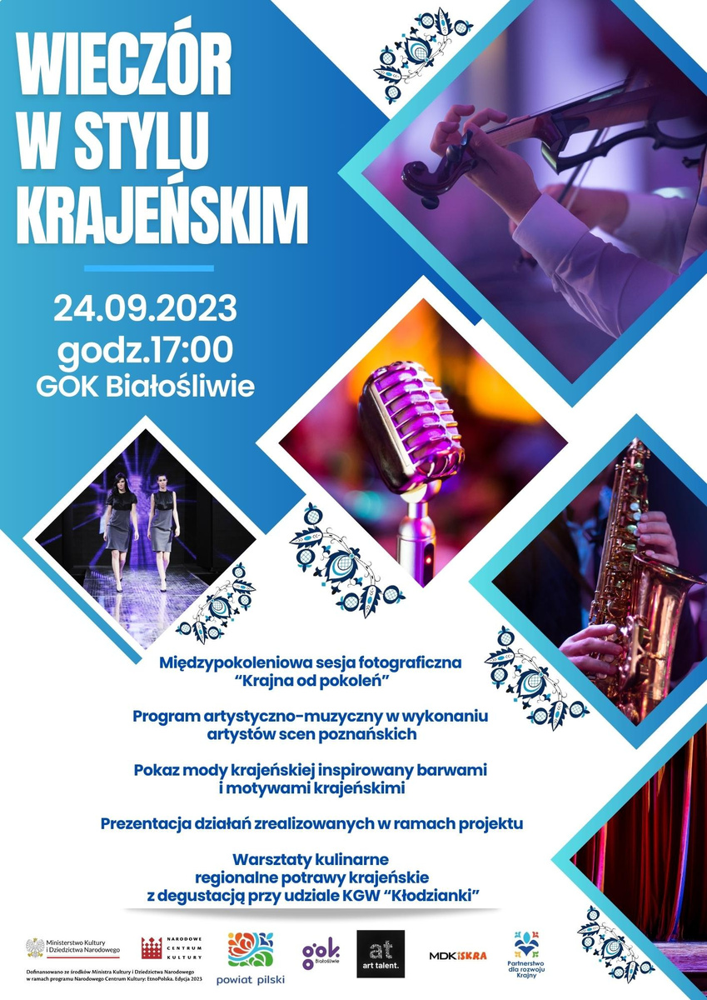 WIECZÓR
W STYLU
KRAJEŃSKIM
24.09.2023
godz.17:00
GOK Białośliwie
Międzypokoleniowa sesja fotograficzna
“Krajna od pokoleń”
Program artystyczno-muzyczny w wykonaniu
artystów scen poznańskich
Pokaz mody krajeńskiej inspirowany barwami
i motywami krajeńskimi
Prezentacja działań zrealizowanych w ramach projektu
Warsztaty kulinarne
regionalne potrawy krajeńskie
z degustacją przy udziale KGW “Kłodzianki”
Ministerstwo Kultury
i Dziedzictwa Narodowego
NARODOWE
CENTRUM
KULTURY
Dofinansowano ze środków Ministra Kultury i Dziedzictwa Narodowego
w ramach programu Narodowego Centrum Kultury: EtnoPolska. Edycja 2023
powiat pilski
gok
Białośliwie
at
art talent.
MDK iSKRA
Partnerstwo
dla rozwoju
Krajny